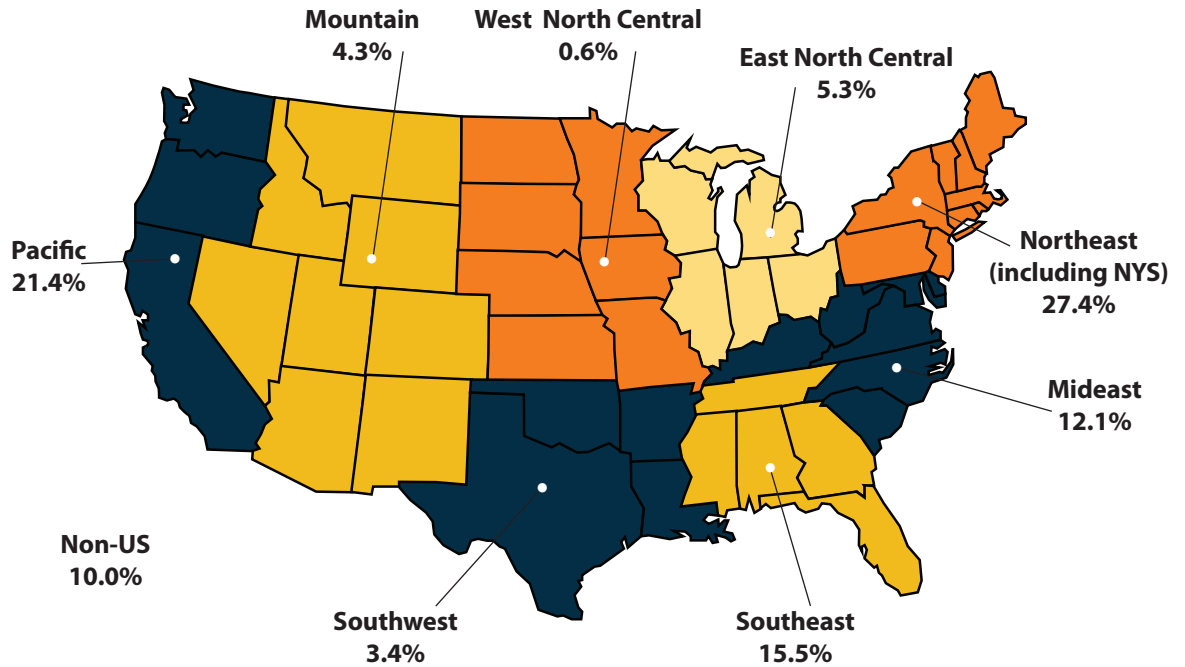 Mountain
4.3%
West North Central
0.6%
East North Central
5.3%
Pacific
21.4%
Northeast
(including NYS)
27.4%
Mideast
12.1%
Non-US
10.0%
Southwest
3.4%
Southeast
15.5%